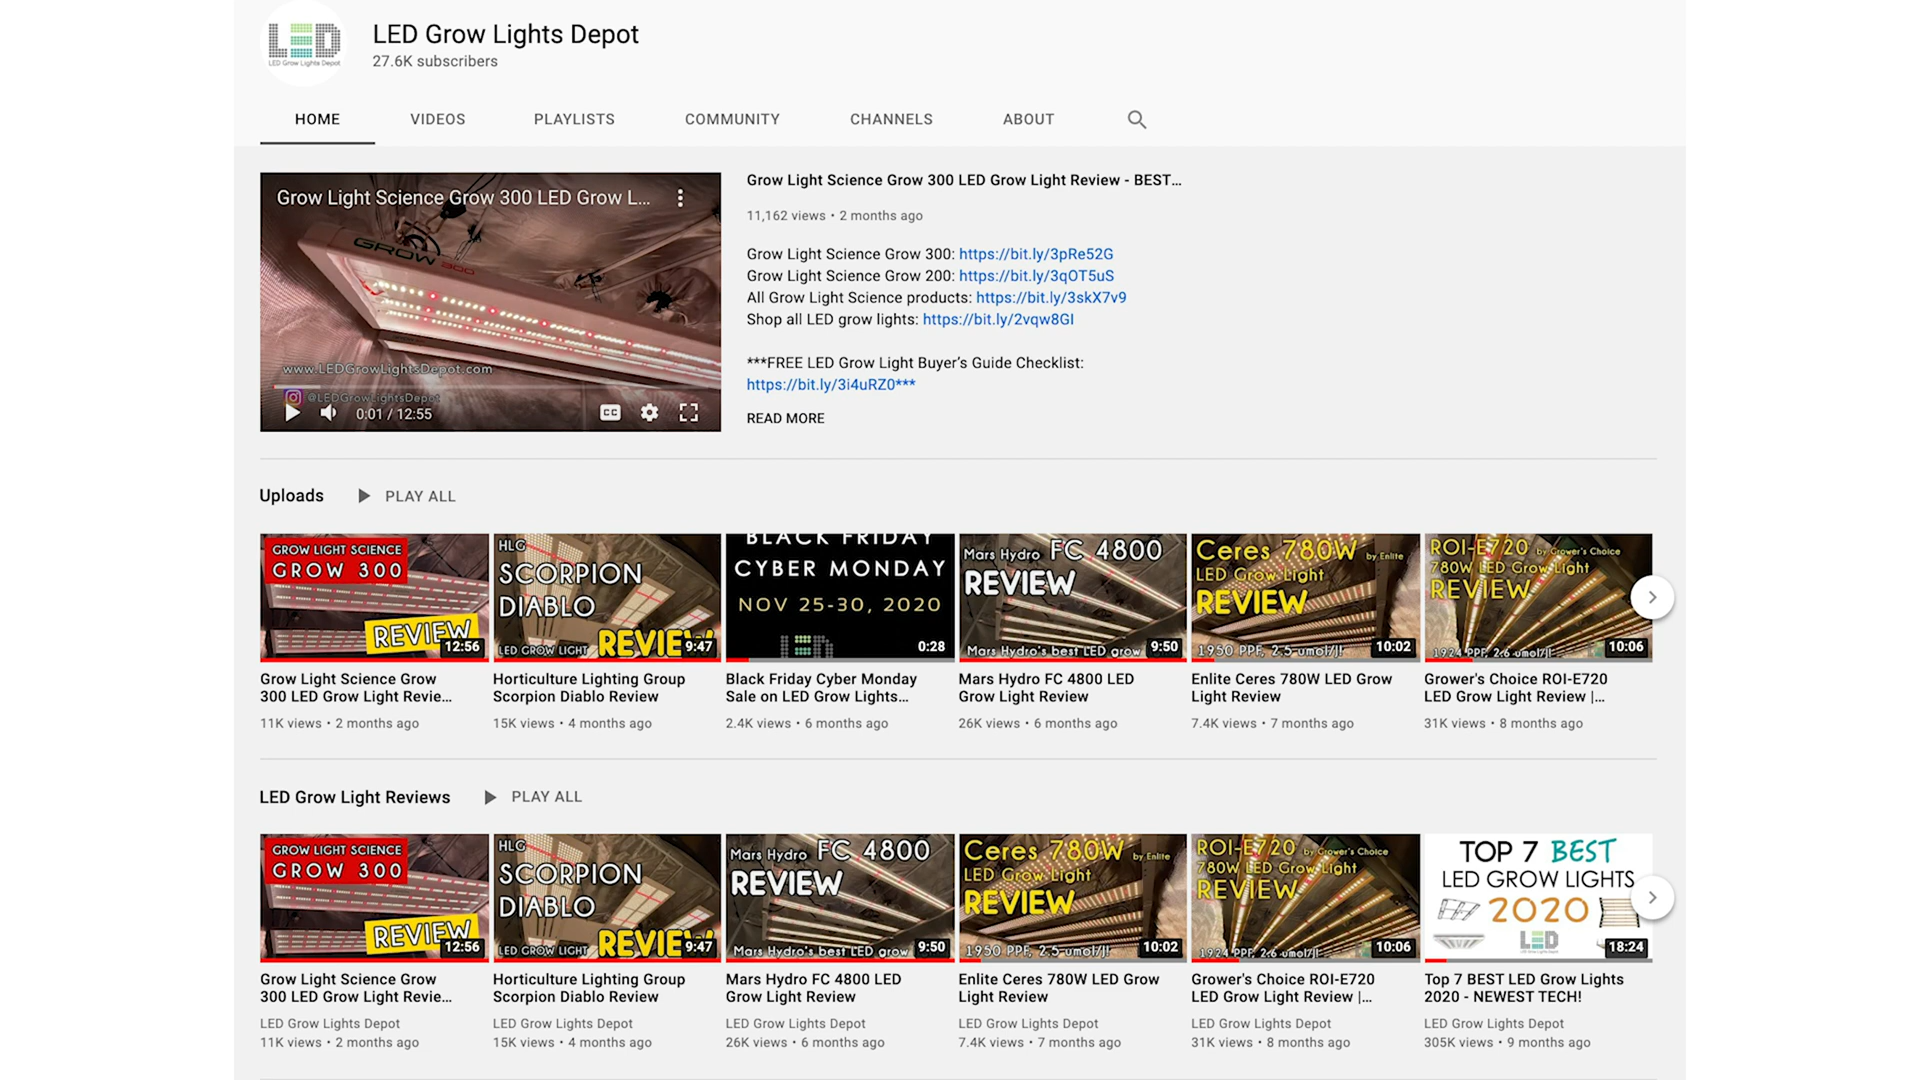 LED
LED Grow Lights Depot
LED Grow Lights Depot
27.6K subscribers
HOME
VIDEOS
PLAYLISTS
COMMUNITY
CHANNELS
ABOUT
Grow Light Science Grow 300 LED Grow L...
GROW 300
www.LEDGrowLightsDepot.com
@LEDGrowLightsDepot
0:01 / 12:55
CC
Grow Light Science Grow 300 LED Grow Light Review - BEST...
11,162 views • 2 months ago
Grow Light Science Grow 300: https://bit.ly/3pRe52G
Grow Light Science Grow 200: https://bit.ly/3qOT5uS
All Grow Light Science products: https://bit.ly/3skX7v9
Shop all LED grow lights: https://bit.ly/2vqw8GI
***FREE LED Grow Light Buyer's Guide Checklist:
https://bit.ly/3i4uRZ0***
READ MORE
Uploads
PLAY ALL
GROW LIGHT SCIENCE
GROW 300
REVIEW
12:56
Grow Light Science Grow
300 LED Grow Light Revie...
11K views • 2 months ago
HLG
SCORPION
DIABLO
LED GROW LIGHT REVIEW
9:47
Horticulture Lighting Group
Scorpion Diablo Review
15K views • 4 months ago
BLACK FRIDAY
CYBER MONDAY
NOV 25-30, 2020
LED
0:28
Black Friday Cyber Monday
Sale on LED Grow Lights...
2.4K views • 6 months ago
Mars Hydro FC 4800
REVIEW
Mars Hydro's best LED grow
9:50
Mars Hydro FC 4800 LED
Grow Light Review
26K views • 6 months ago
Ceres 780W by Enlite
LED Grow Light
REVIEW
1950 PPF, 2.5 umol/J!
10:02
Enlite Ceres 780W LED Grow
Light Review
7.4K views • 7 months ago
ROI-E720 by Grower's Choice
780W LED Grow Light
REVIEW
1924 PPF, 2.6 umol/J!
10:06
Grower's Choice ROI-E720
LED Grow Light Review |...
31K views • 8 months ago
LED Grow Light Reviews
PLAY ALL
GROW LIGHT SCIENCE
GROW 300
REVIEW
12:56
Grow Light Science Grow
300 LED Grow Light Revie...
LED Grow Lights Depot
11K views • 2 months ago
HLG
SCORPION
DIABLO
LED GROW LIGHT REVIEW
9:47
Horticulture Lighting Group
Scorpion Diablo Review
LED Grow Lights Depot
15K views • 4 months ago
Mars Hydro FC 4800
REVIEW
Mars Hydro's best LED grow
9:50
Mars Hydro FC 4800 LED
Grow Light Review
LED Grow Lights Depot
26K views • 6 months ago
Ceres 780W by Enlite
LED Grow Light
REVIEW
1950 PPF, 2.5 umol/J!
10:02
Enlite Ceres 780W LED Grow
Light Review
LED Grow Lights Depot
7.4K views • 7 months ago
ROI-E720 by Grower's Choice
780W LED Grow Light
REVIEW
1924 PPF, 2.6 umol/J!
10:06
Grower's Choice ROI-E720
LED Grow Light Review |...
LED Grow Lights Depot
31K views • 8 months ago
TOP 7 BEST
LED GROW LIGHTS
2020
LED
LED Grow Lights Depot
18:24
Top 7 BEST LED Grow Lights
2020 - NEWEST TECH!
LED Grow Lights Depot
305K views • 9 months ago